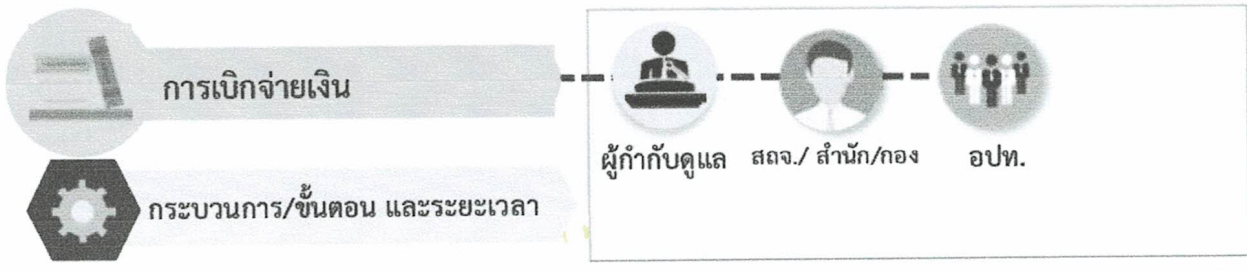 การเบิกจ่ายเงิน
ผู้กำกับดูแล สถจ./ สำนัก/กอง อปท.
กระบวนการ/ขั้นตอน และระยะเวลา